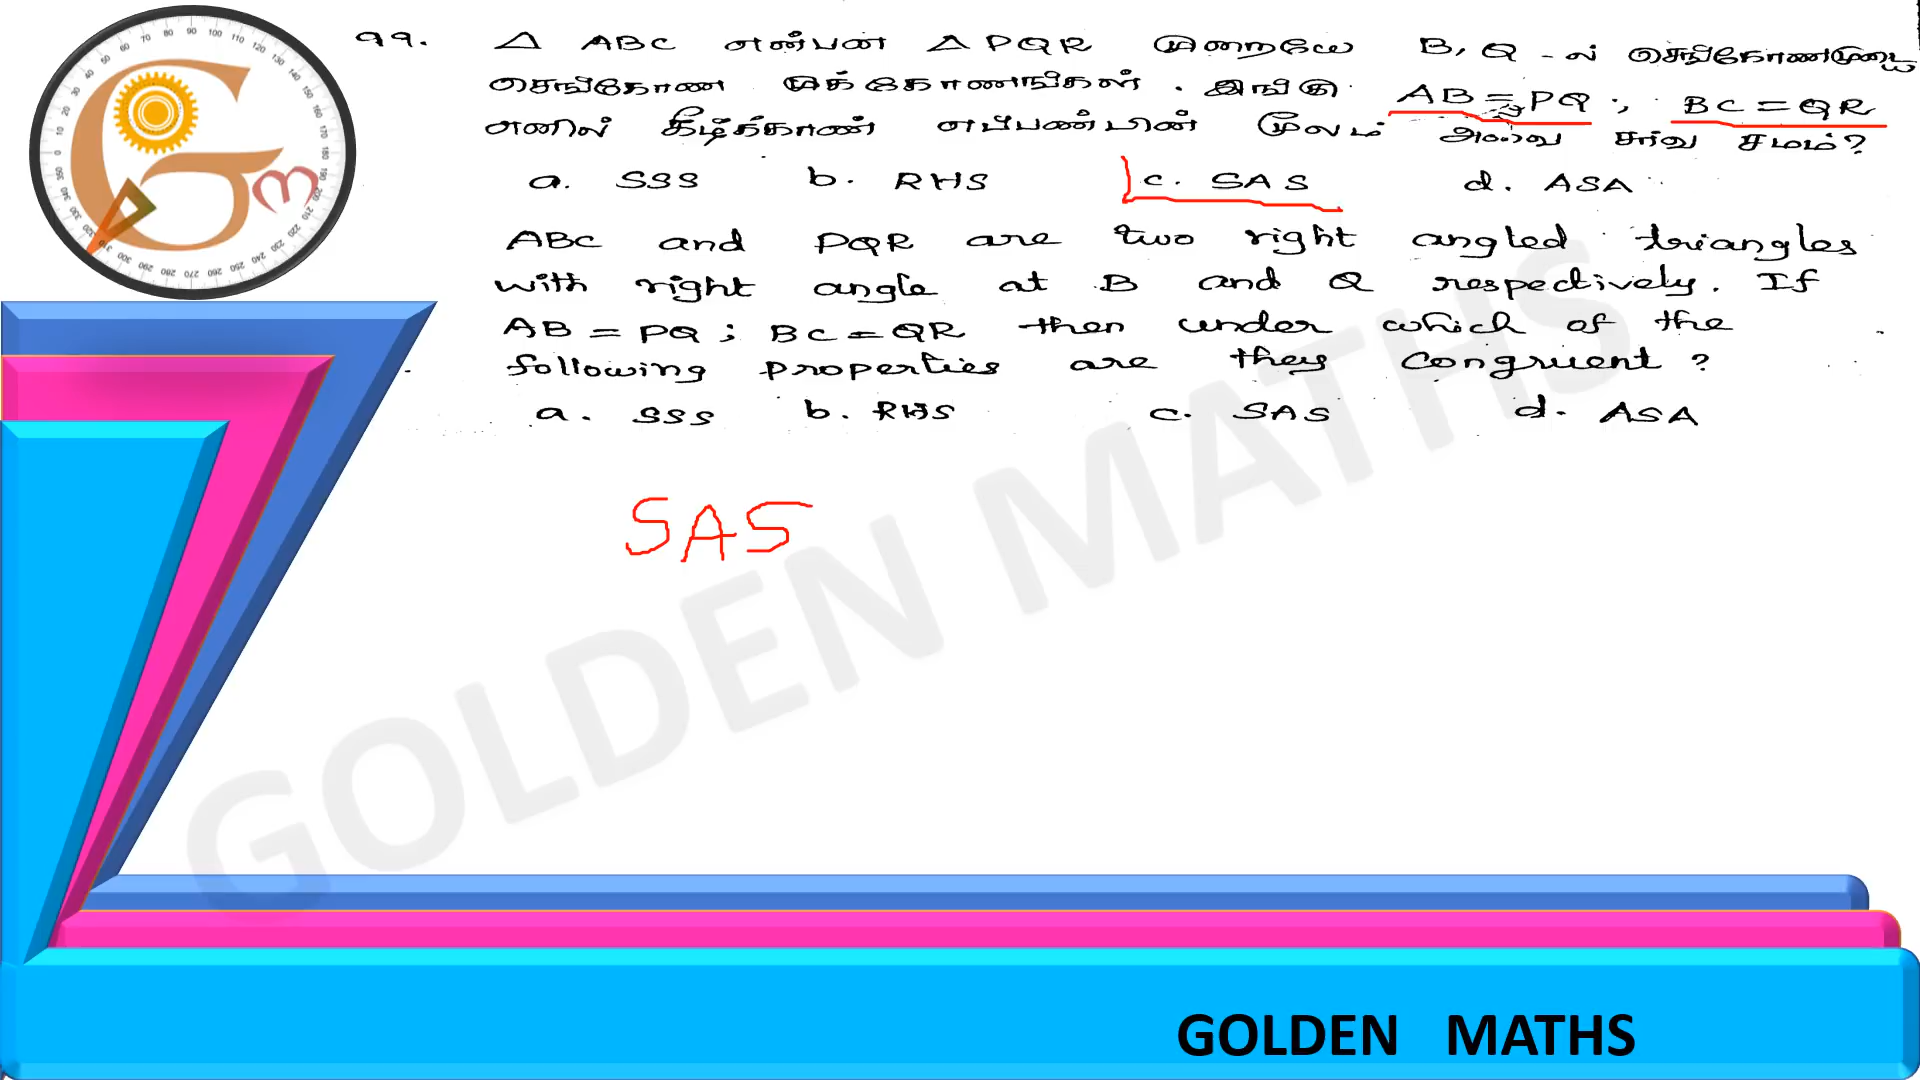 99. △ ABC என்பன △ PQR முறையே B, Q - ல் செங்கோணமுடைய
செங்கோண முக்கோணங்கள். இங்கு AB = PQ ; BC = QR
எனில் கீழ்க்காண் எப்பண்பின் மூலம் அவை சர்வ சமம்?
a. SSS b. RHS c. SAS d. ASA
ABC and PQR are two right angled triangles
with right angle at B and Q respectively. If
AB = PQ ; BC = QR then under which of the
following properties are they congruent ?
a. SSS b. RHS c. SAS d. ASA
SAS
GOLDEN MATHS
GOLDEN MATHS